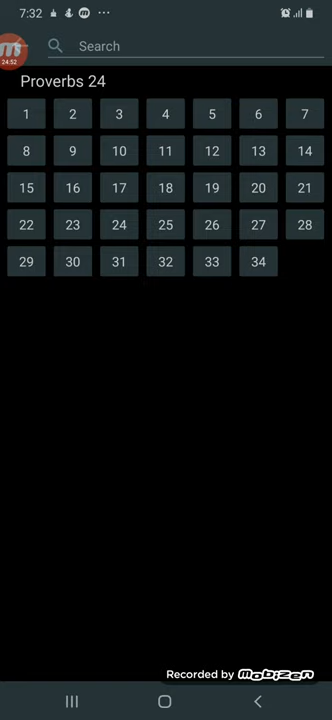 7:32
Search
24:52
Proverbs 24
1 2 3 4 5 6 7
8 9 10 11 12 13 14
15 16 17 18 19 20 21
22 23 24 25 26 27 28
29 30 31 32 33 34
Recorded by mobizen